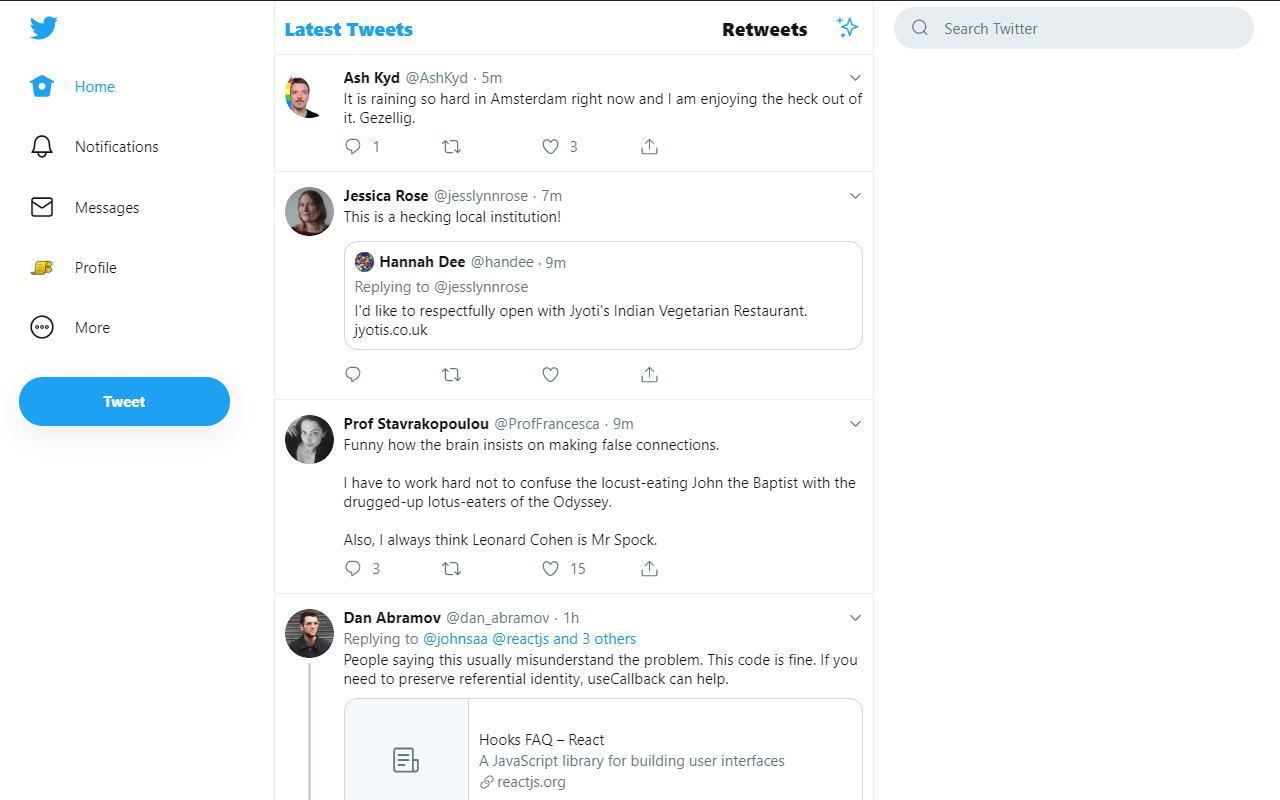 Latest Tweets
Retweets
Search Twitter
Home
Notifications
Messages
Profile
More
Tweet
Ash Kyd @AshKyd · 5m
It is raining so hard in Amsterdam right now and I am enjoying the heck out of
it. Gezellig.
1 3
Jessica Rose @jesslynnrose · 7m
This is a hecking local institution!
Hannah Dee @handee · 9m
Replying to @jesslynnrose
I'd like to respectfully open with Jyoti's Indian Vegetarian Restaurant.
jyotis.co.uk
Prof Stavrakopoulou @ProfFrancesca · 9m
Funny how the brain insists on making false connections.
I have to work hard not to confuse the locust-eating John the Baptist with the
drugged-up lotus-eaters of the Odyssey.
Also, I always think Leonard Cohen is Mr Spock.
3 15
Dan Abramov @dan_abramov · 1h
Replying to @johnsaa @reactjs and 3 others
People saying this usually misunderstand the problem. This code is fine. If you
need to preserve referential identity, useCallback can help.
Hooks FAQ – React
A JavaScript library for building user interfaces
reactjs.org